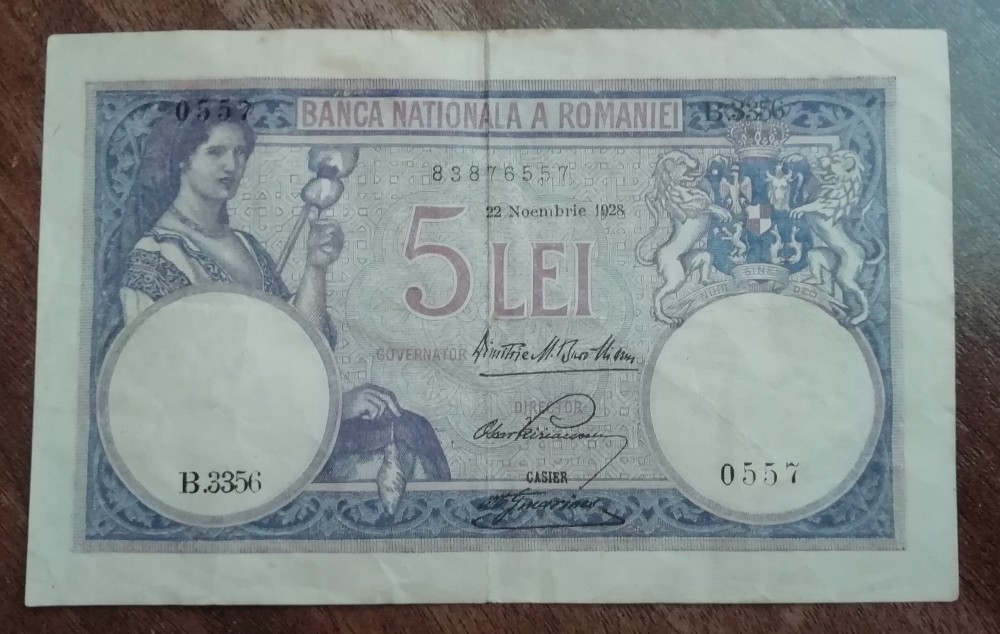 0557 BANCA NATIONALA A ROMANIEI B.3356
83876557
22 Noembrie 1928
5 LEI
NIHIL SINE DEO
GUVERNATOR Dimitrie M.
DIRECTOR
CASIER
B.3356 0557